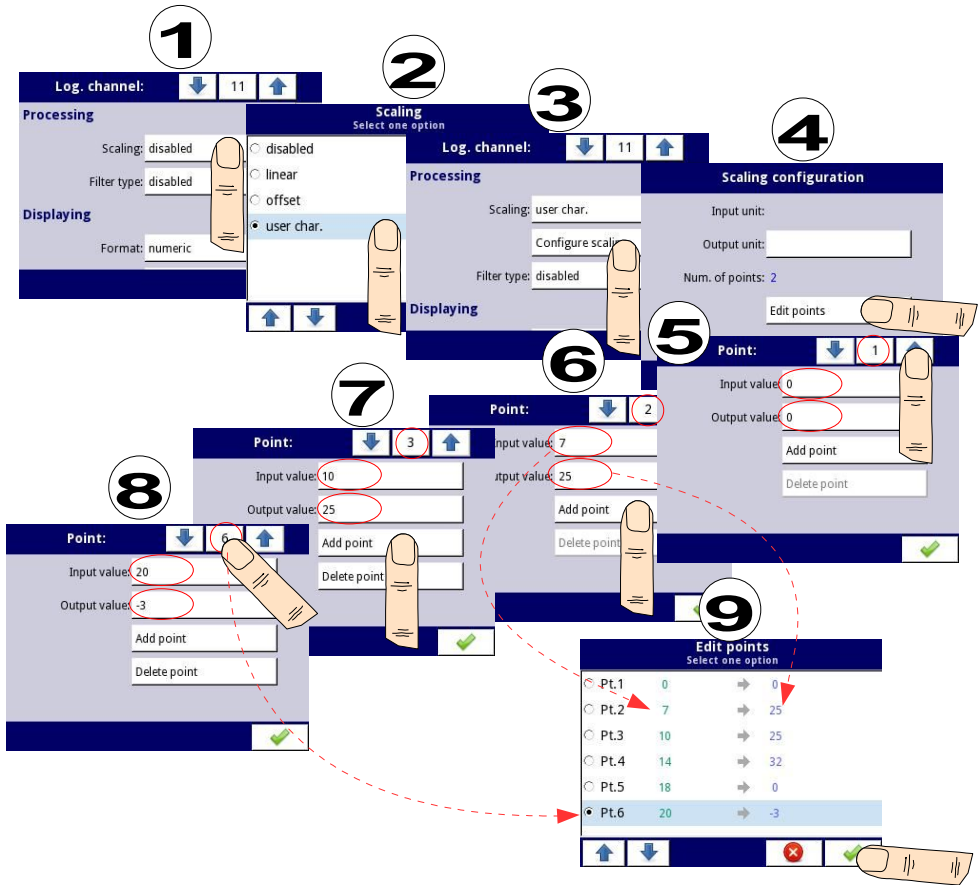 1
Log. channel: 11
Processing
Scaling: disabled
Filter type: disabled
Displaying
Format: numeric
2
Scaling
Select one option
disabled
linear
offset
user char.
3
Log. channel: 11
Processing
Scaling: user char.
Configure scalin
Filter type: disabled
Displaying
4
Scaling configuration
Input unit:
Output unit:
Num. of points: 2
Edit points
5
Point: 1
Input value: 0
Output value: 0
Add point
Delete point
6
Point: 2
nput value: 7
utput value: 25
Add point
Delete point
7
Point: 3
Input value: 10
Output value: 25
Add point
Delete point
8
Point: 6
Input value: 20
Output value: -3
Add point
Delete point
9
Edit points
Select one option
Pt.1 0 0
Pt.2 7 25
Pt.3 10 25
Pt.4 14 32
Pt.5 18 0
Pt.6 20 -3